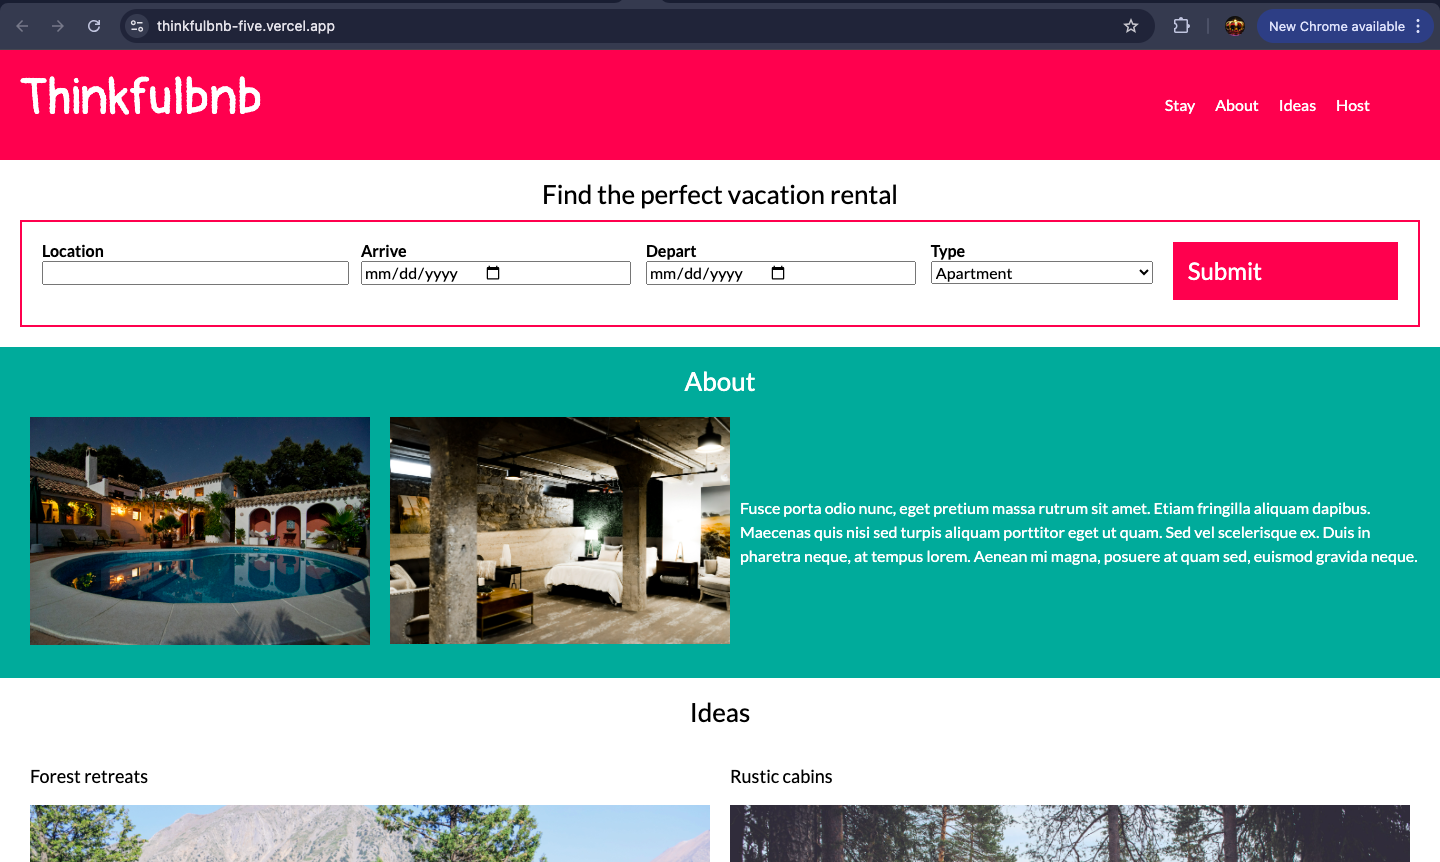 thinkfulbnb-five.vercel.app
New Chrome available
Thinkfulbnb
Stay About Ideas Host
Find the perfect vacation rental
Location Arrive Depart Type
mm/dd/yyyy mm/dd/yyyy Apartment Submit
About
Fusce porta odio nunc, eget pretium massa rutrum sit amet. Etiam fringilla aliquam dapibus.
Maecenas quis nisi sed turpis aliquam porttitor eget ut quam. Sed vel scelerisque ex. Duis in
pharetra neque, at tempus lorem. Aenean mi magna, posuere at quam sed, euismod gravida neque.
Ideas
Forest retreats Rustic cabins